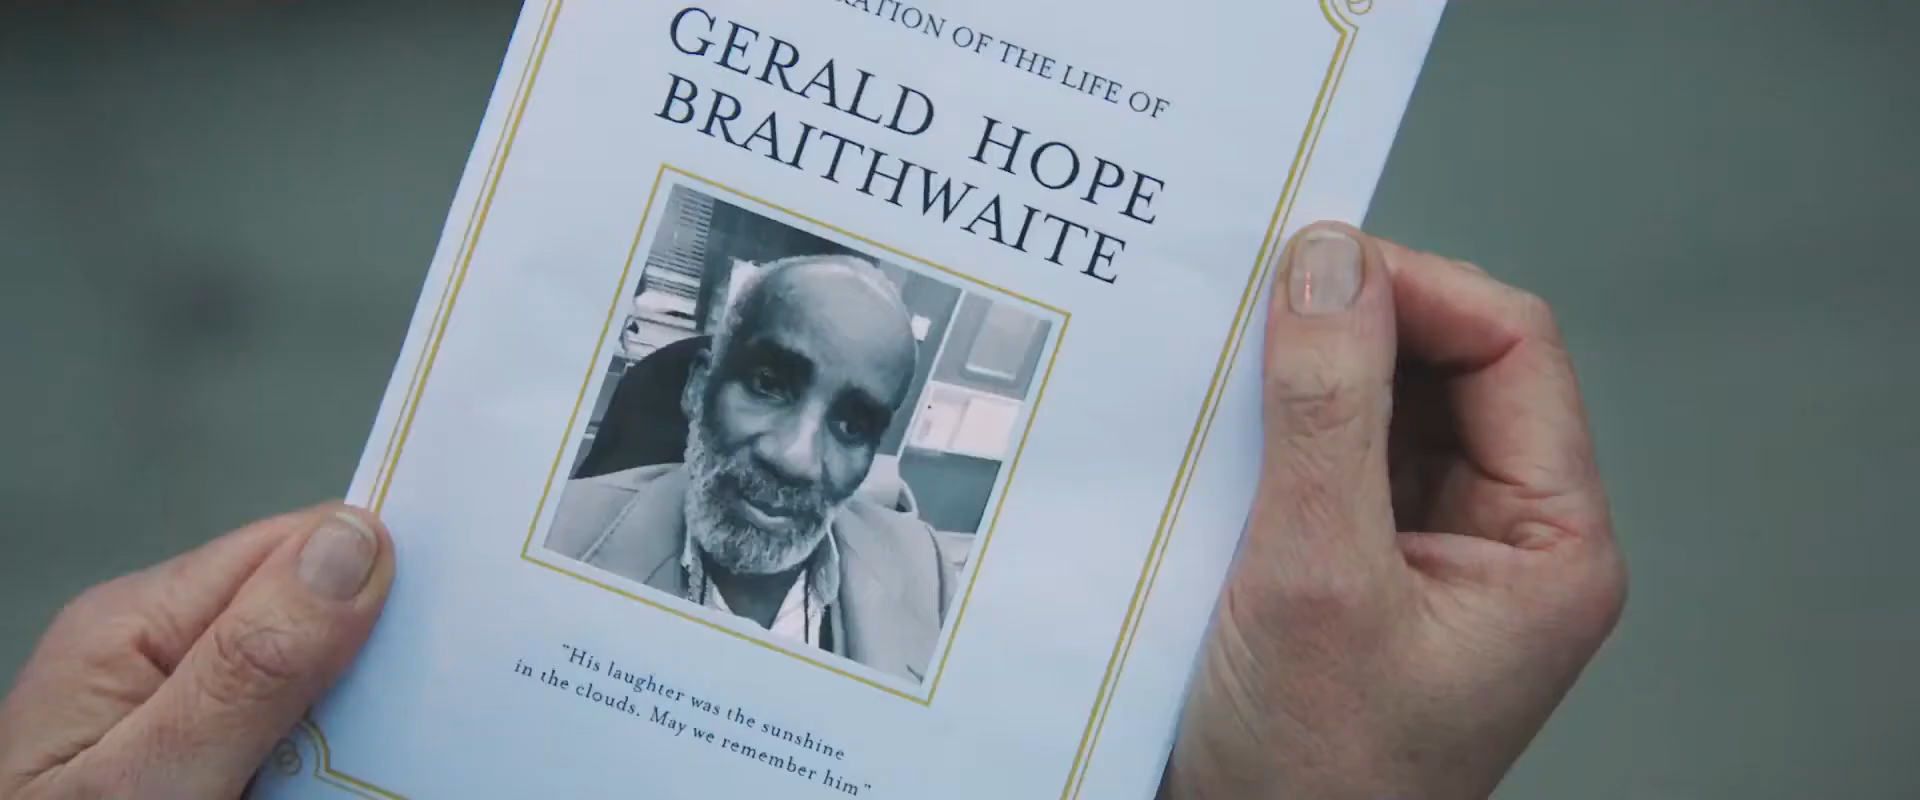 OF THE LIFE OF
GERALD HOPE
BRAITHWAITE
"His laughter was the sunshine
in the clouds. May we remember him"